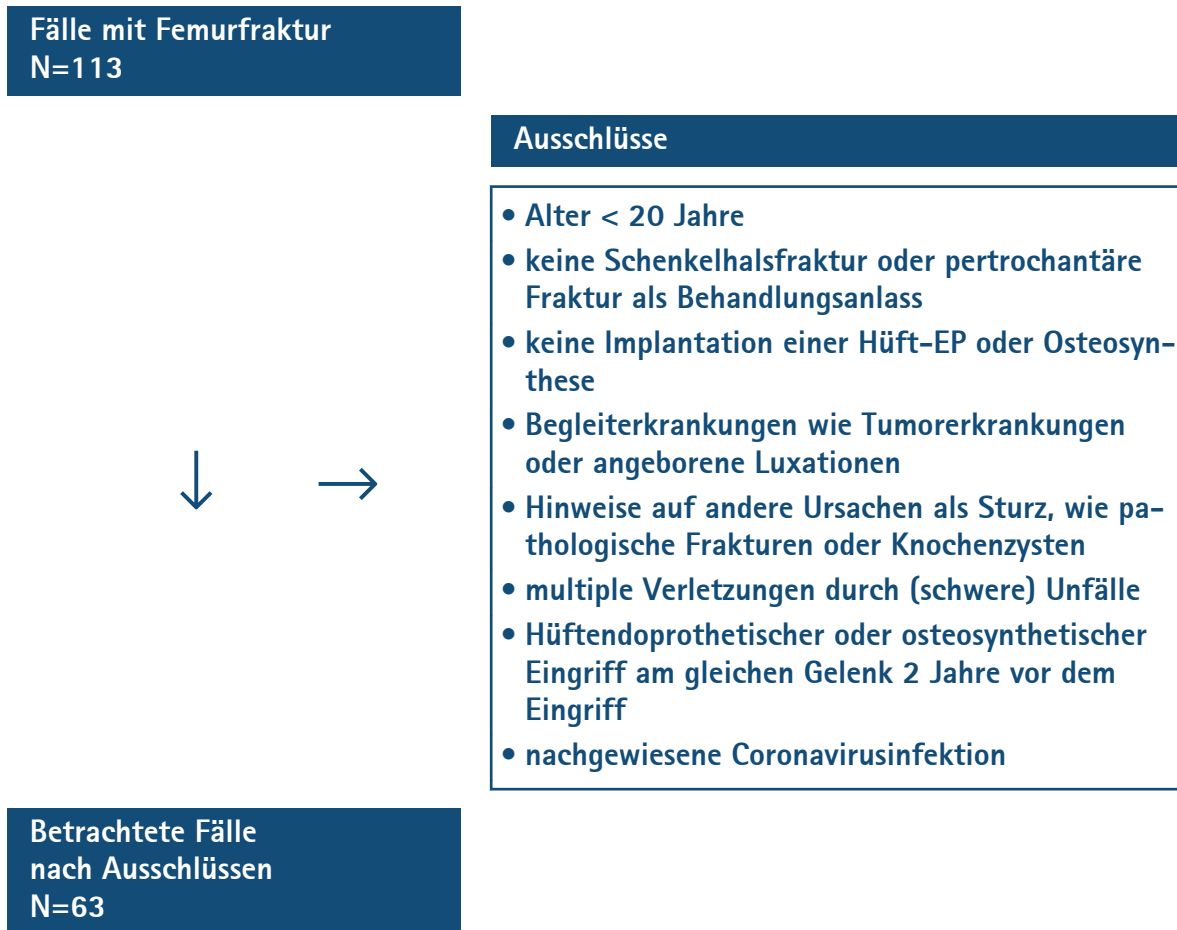 Fälle mit Femurfraktur
N=113
Ausschlüsse
• Alter < 20 Jahre
• keine Schenkelhalsfraktur oder pertrochantäre
Fraktur als Behandlungsanlass
• keine Implantation einer Hüft-EP oder Osteosyn-
these
• Begleiterkrankungen wie Tumorerkrankungen
oder angeborene Luxationen
• Hinweise auf andere Ursachen als Sturz, wie pa-
thologische Frakturen oder Knochenzysten
• multiple Verletzungen durch (schwere) Unfälle
• Hüftendoprothetischer oder osteosynthetischer
Eingriff am gleichen Gelenk 2 Jahre vor dem
Eingriff
• nachgewiesene Coronavirusinfektion
Betrachtete Fälle
nach Ausschlüssen
N=63